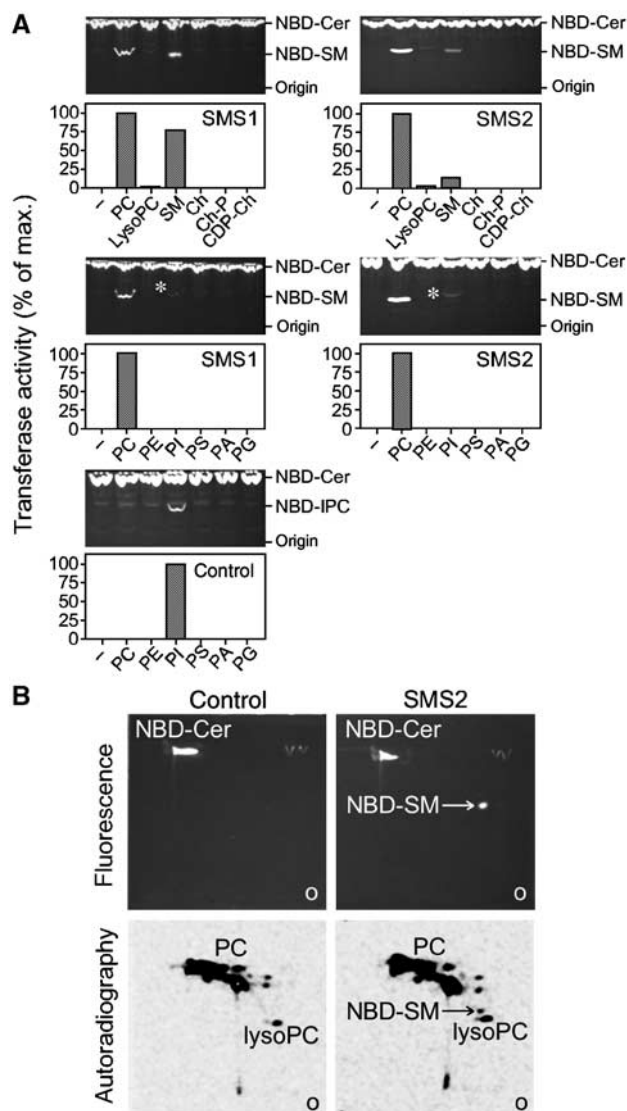 A
NBD-Cer
NBD-SM
Origin
NBD-Cer
NBD-SM
Origin
Transferase activity (% of max.)
100
75
50
25
0
SMS1
– PC LysoPC SM Ch Ch-P CDP-Ch
100
75
50
25
0
SMS2
– PC LysoPC SM Ch Ch-P CDP-Ch
*
NBD-Cer
NBD-SM
Origin
*
NBD-Cer
NBD-SM
Origin
100
75
50
25
0
SMS1
– PC PE PI PS PA PG
100
75
50
25
0
SMS2
– PC PE PI PS PA PG
NBD-Cer
NBD-IPC
Origin
100
75
50
25
0
Control
– PC PE PI PS PA PG
B
Control
SMS2
Fluorescence
NBD-Cer
o
NBD-Cer
NBD-SM
o
Autoradiography
PC
lysoPC
o
PC
NBD-SM
lysoPC
o